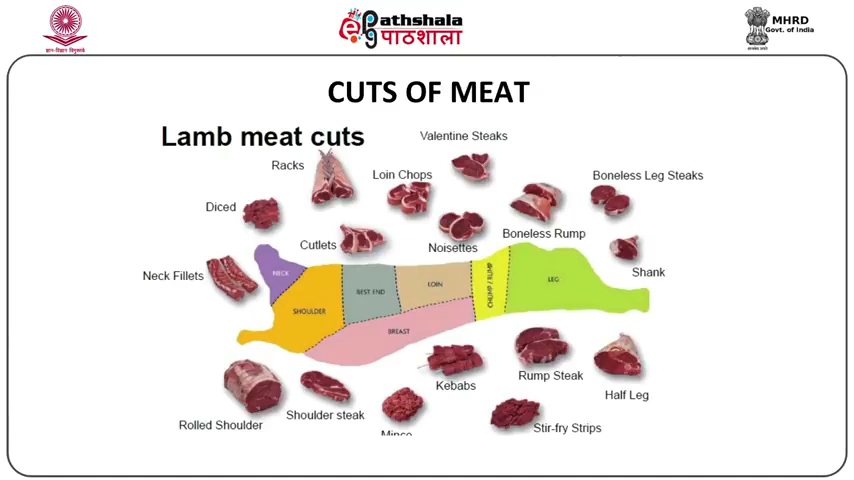 ePathshala
पाठशाला
MHRD
Govt. of India
CUTS OF MEAT
Lamb meat cuts
Valentine Steaks
Racks
Loin Chops
Boneless Leg Steaks
Diced
Boneless Rump
Cutlets
Noisettes
Neck Fillets
Shank
NECK
SHOULDER
BEST END
LOIN
CHUMP / RUMP
LEG
BREAST
Kebabs
Rump Steak
Half Leg
Shoulder steak
Rolled Shoulder
Mince
Stir-fry Strips